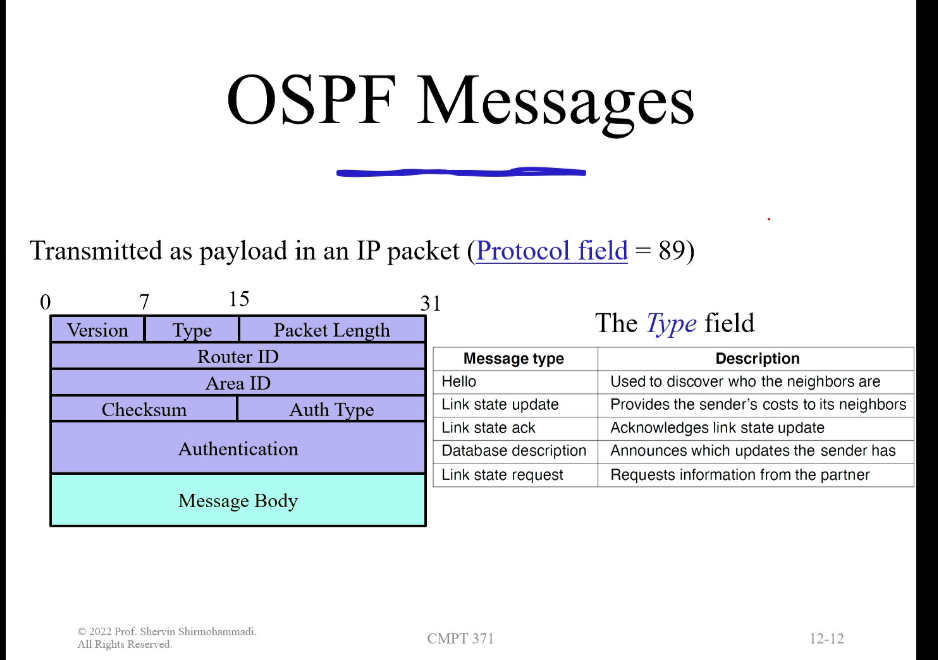 OSPF Messages
Transmitted as payload in an IP packet (Protocol field = 89)
0 7 15 31
Version Type Packet Length
Router ID
Area ID
Checksum Auth Type
Authentication
Message Body
The Type field
Message type Description
Hello Used to discover who the neighbors are
Link state update Provides the sender's costs to its neighbors
Link state ack Acknowledges link state update
Database description Announces which updates the sender has
Link state request Requests information from the partner
© 2022 Prof. Shervin Shirmohammadi.
All Rights Reserved.
CMPT 371
12-12